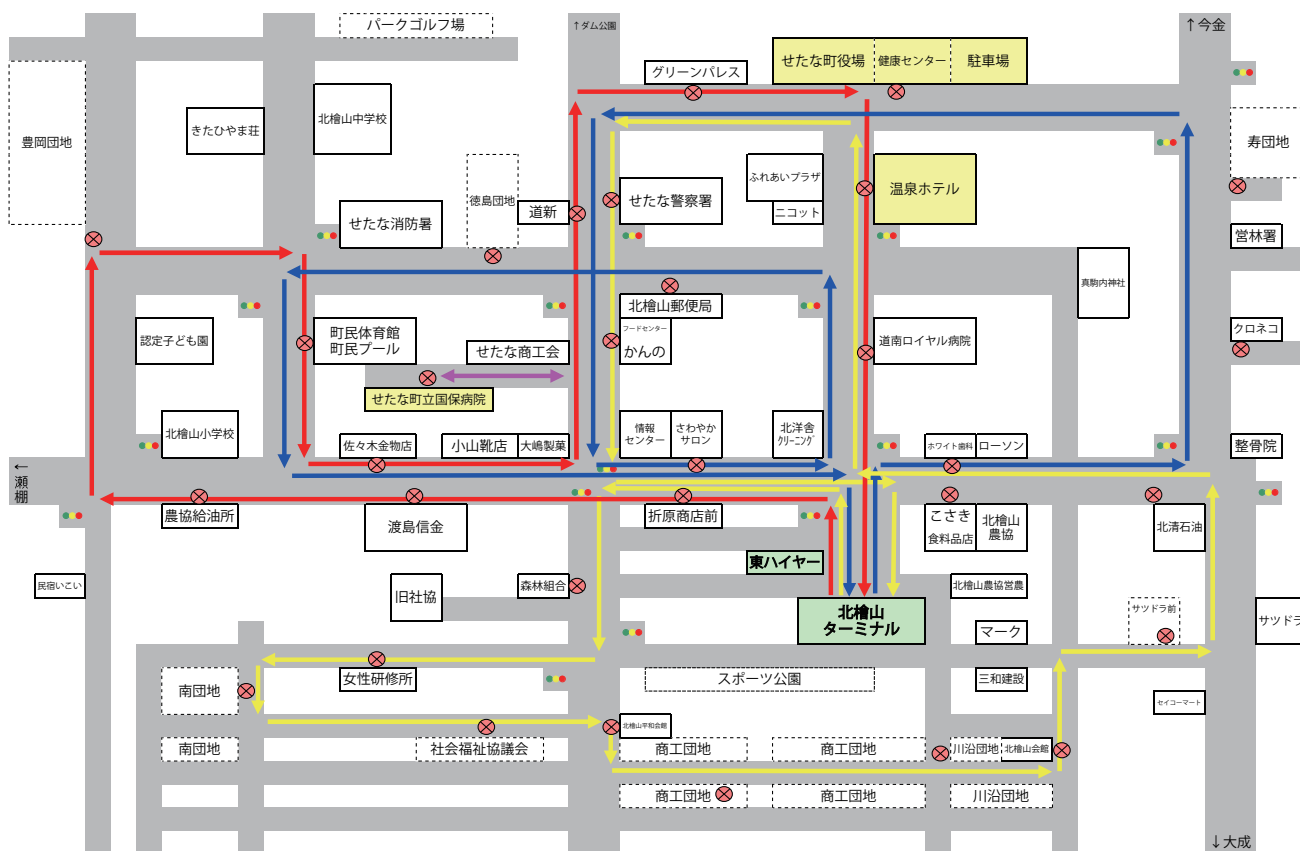 パークゴルフ場
↑ダム公園
↑今金
せたな町役場
健康センター
駐車場
グリーンパレス
豊岡団地
きたひやま荘
北檜山中学校
寿団地
徳島団地
道新
せたな消防暑
せたな警察署
ふれあいプラザ
ニコット
温泉ホテル
営林署
真駒内神社
北檜山郵便局
認定子ども園
町民体育館
町民プール
せたな商工会
フードセンター
かんの
道南ロイヤル病院
クロネコ
せたな町立国保病院
北檜山小学校
佐々木金物店
小山靴店
大嶋製菓
情報
センター
さわやか
サロン
北洋舎
クリーニング
ホワイト歯科
ローソン
整骨院
←
瀬棚
農協給油所
渡島信金
折原商店前
こさき
食料品店
北檜山
農協
北清石油
東ハイヤー
民宿いこい
旧社協
森林組合
北檜山農協営農
北檜山
ターミナル
サツドラ前
サツドラ
マーク
南団地
女性研修所
スポーツ公園
三和建設
セイコーマート
北檜山平和会館
南団地
社会福祉協議会
商工団地
商工団地
川沿団地
北檜山会館
商工団地
商工団地
川沿団地
↓大成